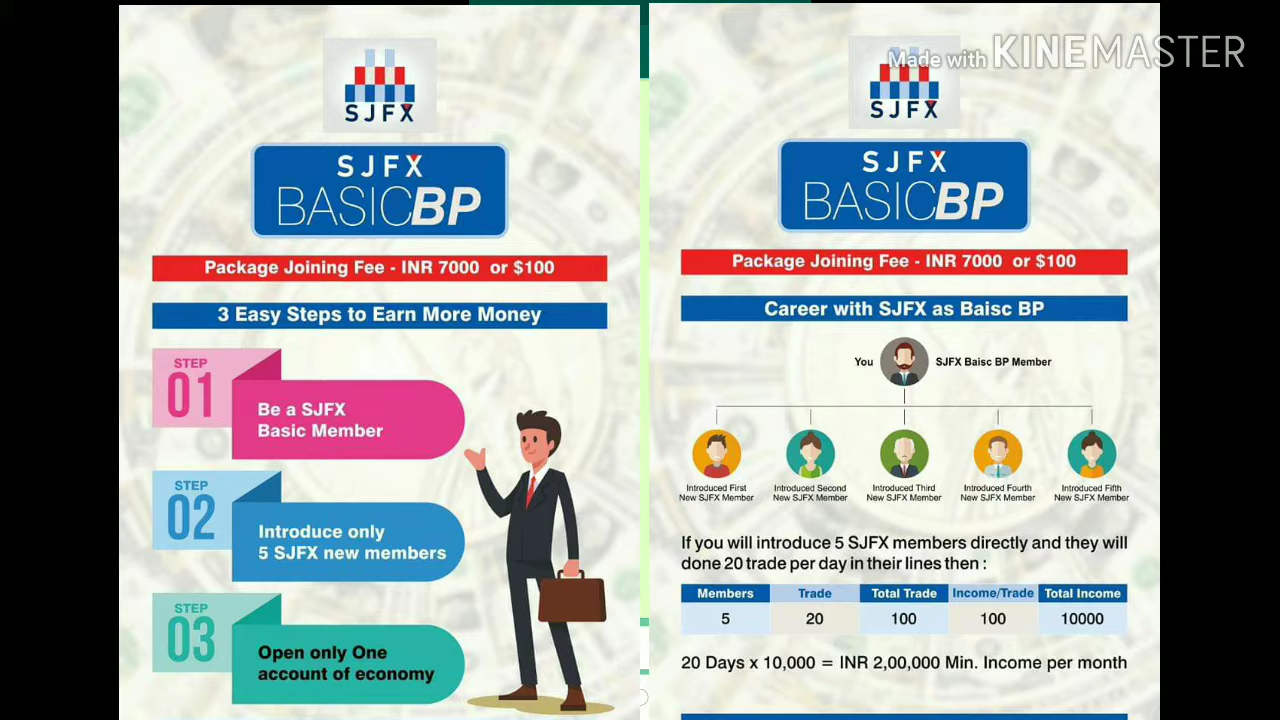 Made with KINEMASTER
SJFX
SJFX
BASICBP
Package Joining Fee - INR 7000 or $100
3 Easy Steps to Earn More Money
STEP
01
Be a SJFX
Basic Member
STEP
02
Introduce only
5 SJFX new members
STEP
03
Open only One
account of economy
SJFX
SJFX
BASICBP
Package Joining Fee - INR 7000 or $100
Career with SJFX as Baisc BP
You
SJFX Baisc BP Member
Introduced First
New SJFX Member
Introduced Second
New SJFX Member
Introduced Third
New SJFX Member
Introduced Fourth
New SJFX Member
Introduced Fifth
New SJFX Member
If you will introduce 5 SJFX members directly and they will
done 20 trade per day in their lines then :
Members Trade Total Trade Income/Trade Total Income
5 20 100 100 10000
20 Days x 10,000 = INR 2,00,000 Min. Income per month